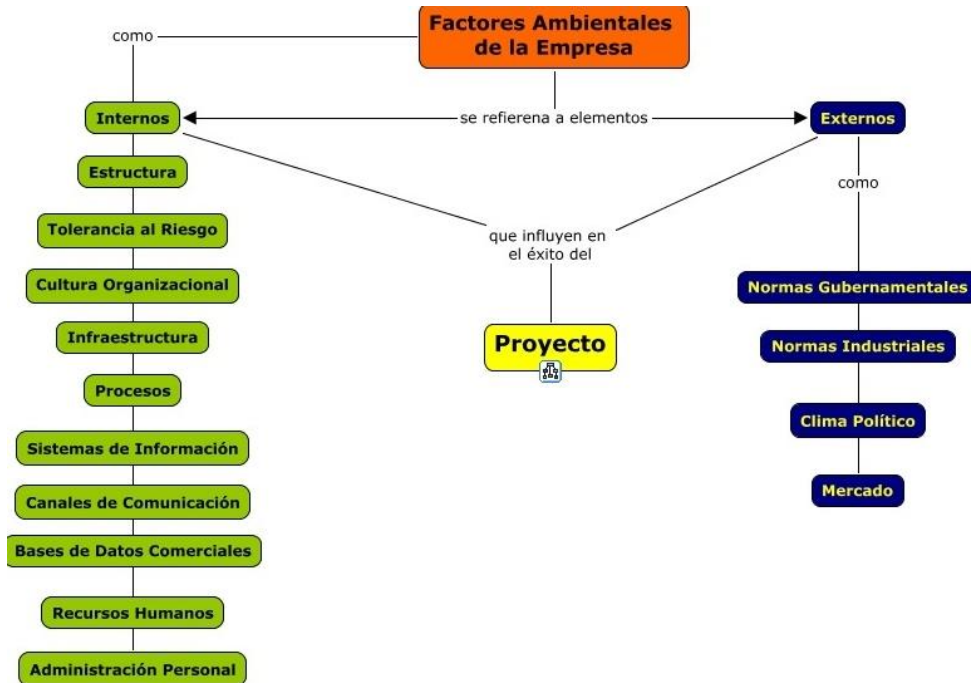 Factores Ambientales
de la Empresa
como
Internos
se refierena a elementos
Externos
Estructura
como
Tolerancia al Riesgo
que influyen en
el éxito del
Cultura Organizacional
Normas Gubernamentales
Infraestructura
Proyecto
Normas Industriales
Procesos
Clima Político
Sistemas de Información
Mercado
Canales de Comunicación
Bases de Datos Comerciales
Recursos Humanos
Administración Personal